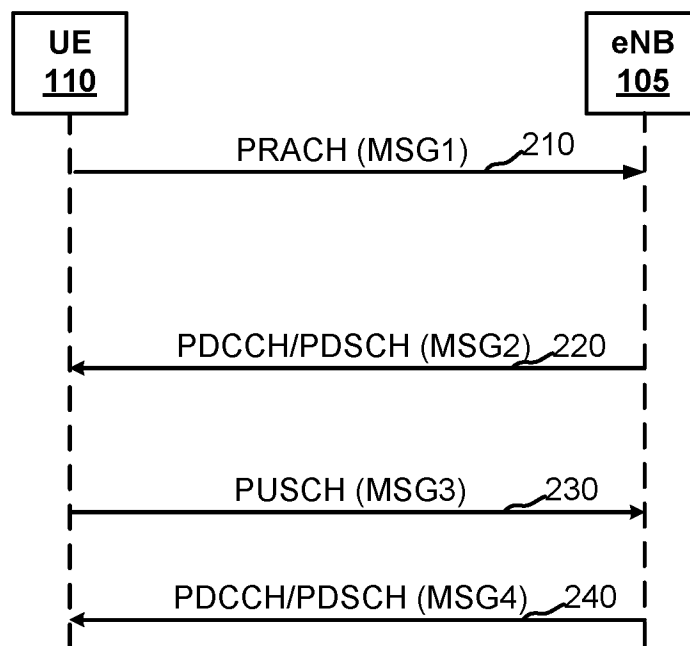 UE
110
eNB
105
PRACH (MSG1) 210
PDCCH/PDSCH (MSG2) 220
PUSCH (MSG3) 230
PDCCH/PDSCH (MSG4) 240